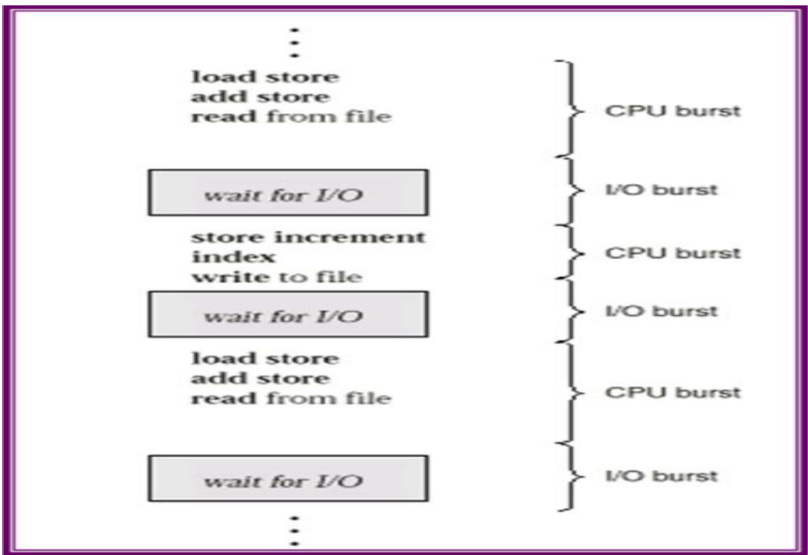 load store
add store
read from file
CPU burst
wait for I/O
I/O burst
store increment
index
write to file
CPU burst
wait for I/O
I/O burst
load store
add store
read from file
CPU burst
wait for I/O
I/O burst